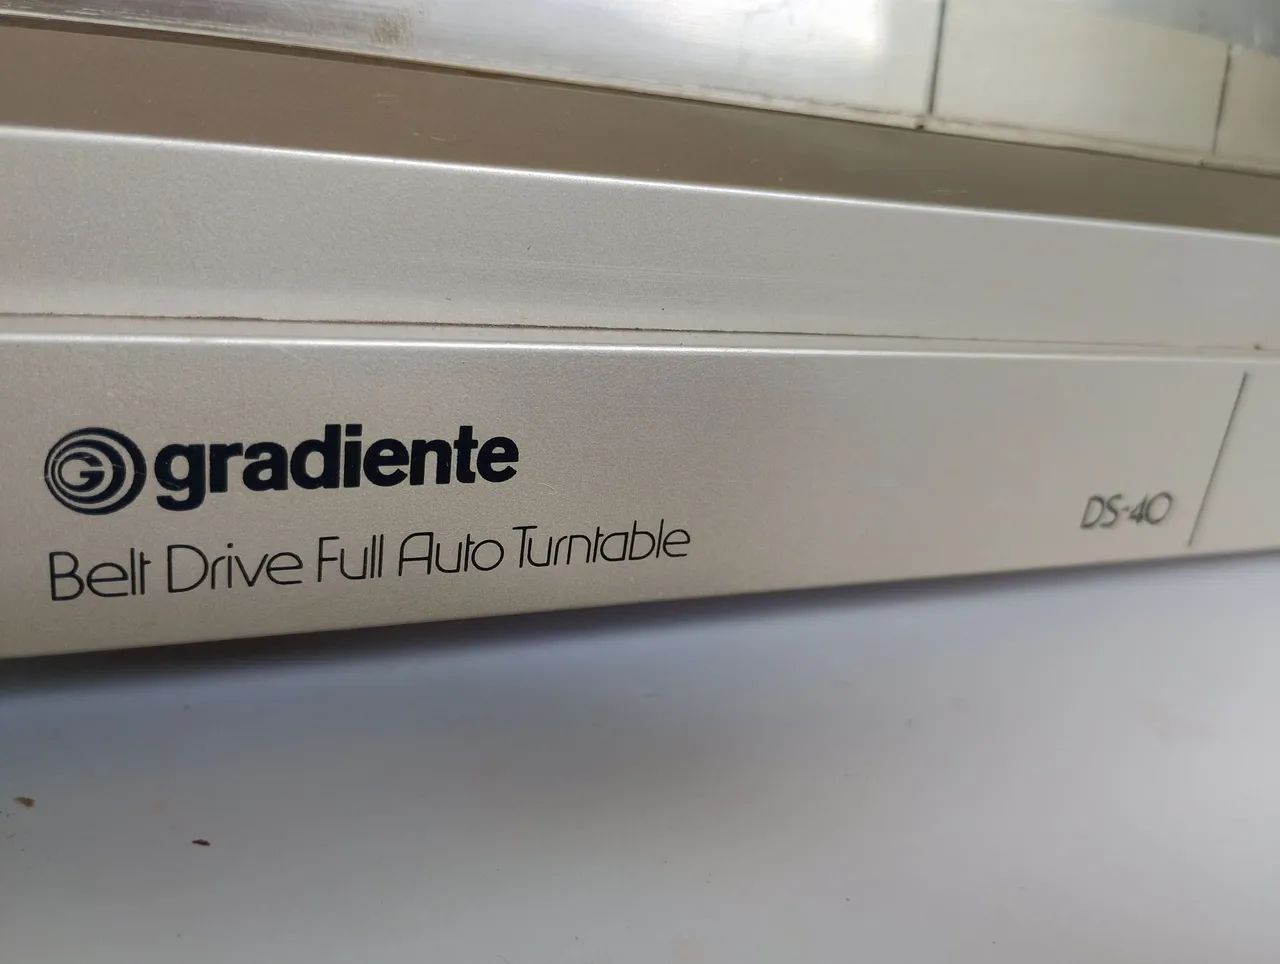 G gradiente
Belt Drive Full Auto Turntable
DS-40